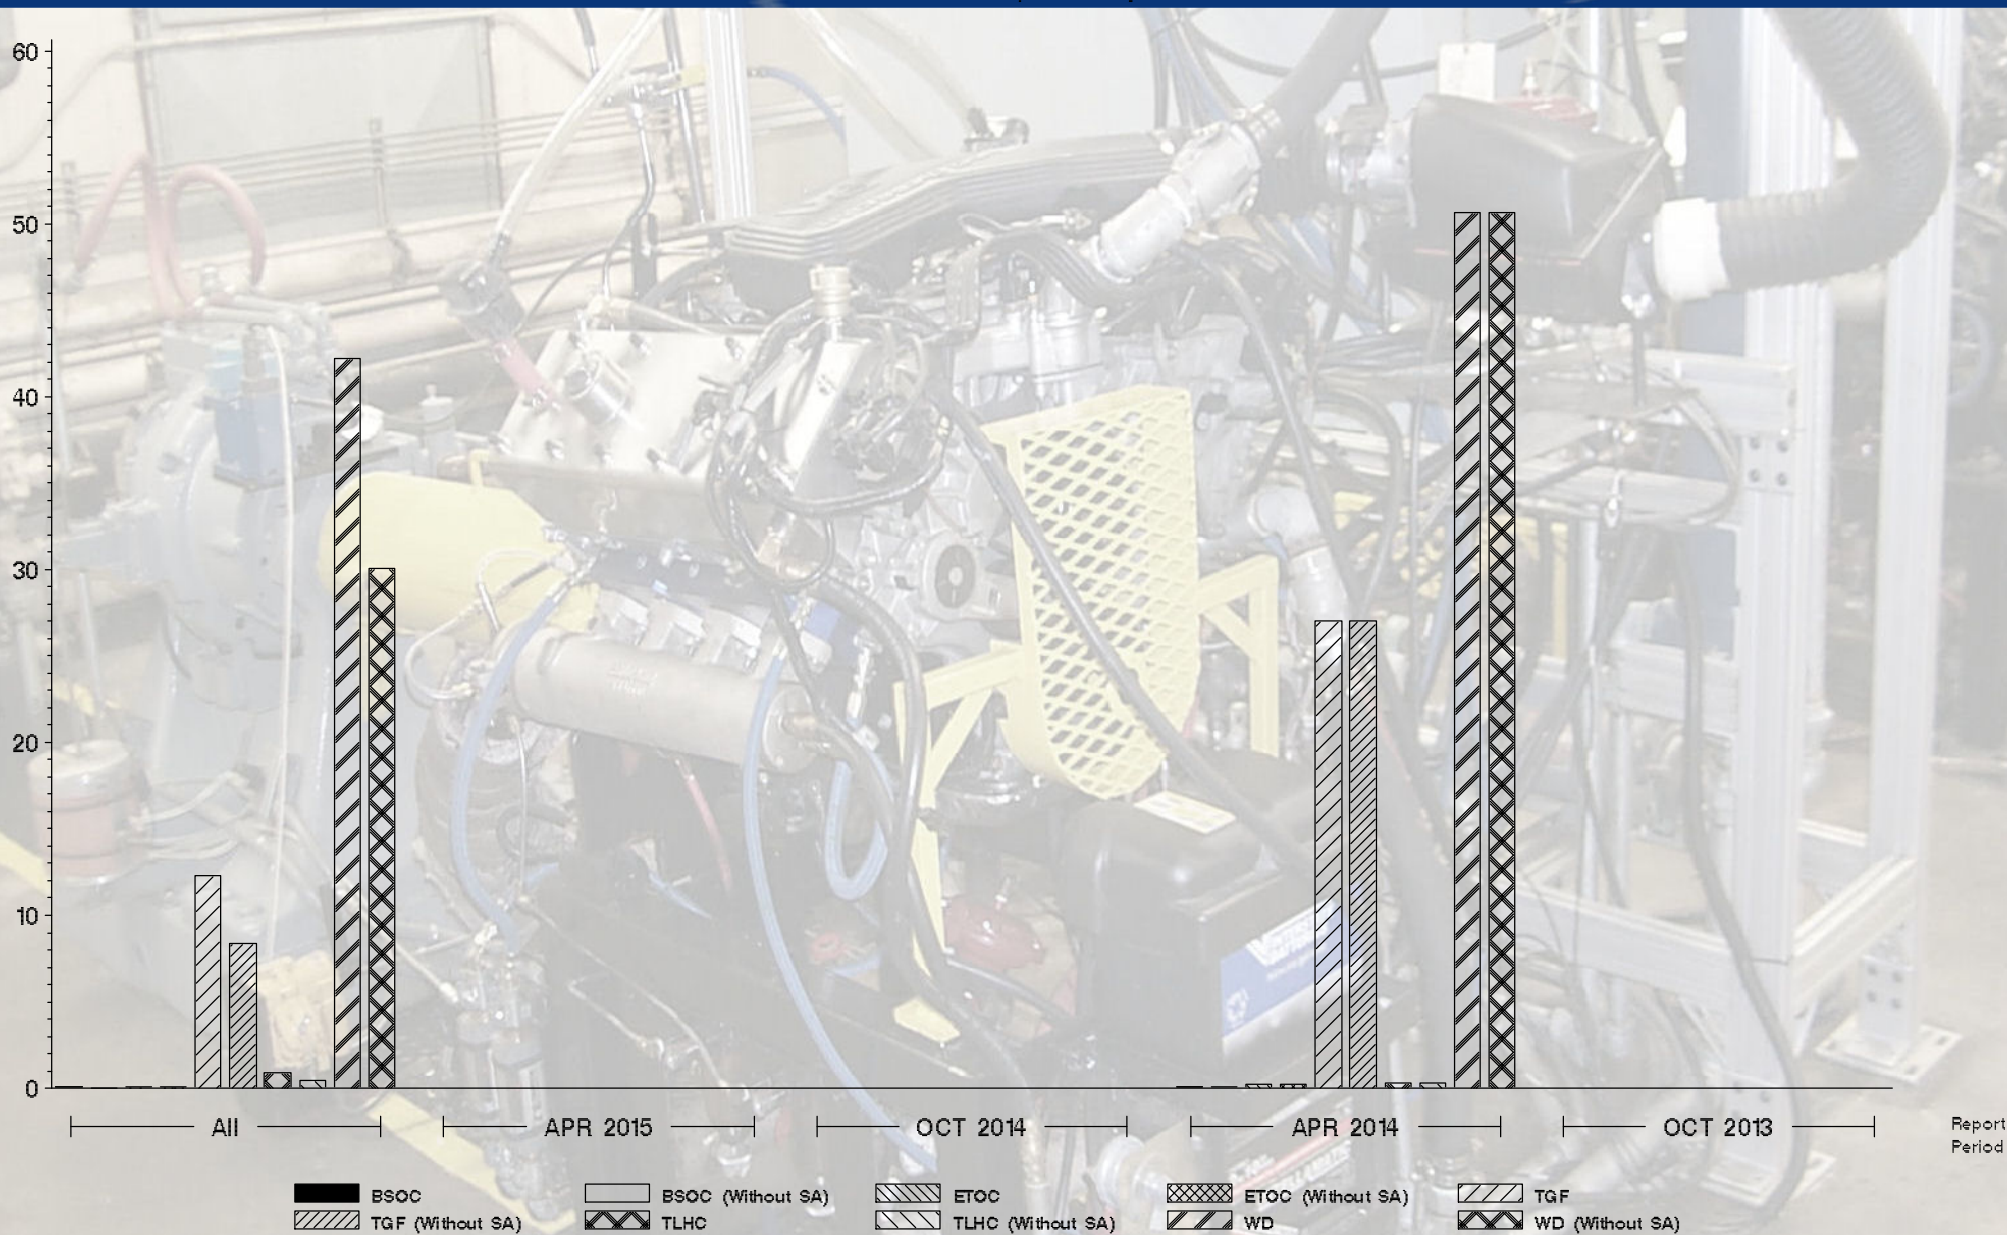 60
50
40
30
20
10
0
All APR 2015 OCT 2014 APR 2014 OCT 2013
Report
Period
BSOC BSOC (Without SA) ETOC ETOC (Without SA) TGF
TGF (Without SA) TLHC TLHC (Without SA) WD WD (Without SA)